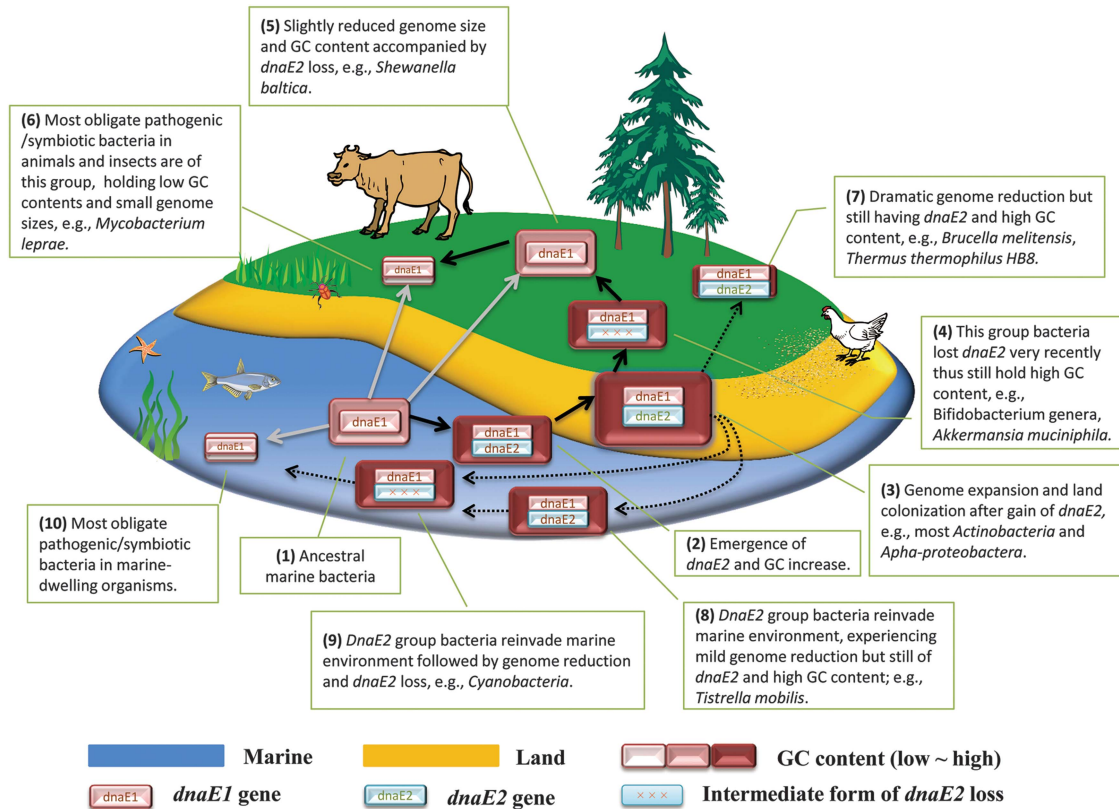 (5) Slightly reduced genome size
and GC content accompanied by
dnaE2 loss, e.g., Shewanella
baltica.
(6) Most obligate pathogenic
/symbiotic bacteria in
animals and insects are of
this group, holding low GC
contents and small genome
sizes, e.g., Mycobacterium
leprae.
(7) Dramatic genome reduction but
still having dnaE2 and high GC
content, e.g., Brucella melitensis,
Thermus thermophilus HB8.
dnaE1
dnaE1
dnaE1
dnaE2
dnaE1
×××
(4) This group bacteria
lost dnaE2 very recently
thus still hold high GC
content, e.g.,
Bifidobacterium genera,
Akkermansia muciniphila.
dnaE1
dnaE2
dnaE1
dnaE1
dnaE2
dnaE1
dnaE1
×××
dnaE1
dnaE2
(3) Genome expansion and land
colonization after gain of dnaE2,
e.g., most Actinobacteria and
Apha-proteobactera.
(10) Most obligate
pathogenic/symbiotic
bacteria in marine-
dwelling organisms.
(1) Ancestral
marine bacteria
(2) Emergence of
dnaE2 and GC increase.
(9) DnaE2 group bacteria reinvade marine
environment followed by genome reduction
and dnaE2 loss, e.g., Cyanobacteria.
(8) DnaE2 group bacteria reinvade
marine environment, experiencing
mild genome reduction but still of
dnaE2 and high GC content; e.g.,
Tistrella mobilis.
Marine
Land
GC content (low ~ high)
dnaE1
dnaE1 gene
dnaE2
dnaE2 gene
×××
Intermediate form of dnaE2 loss